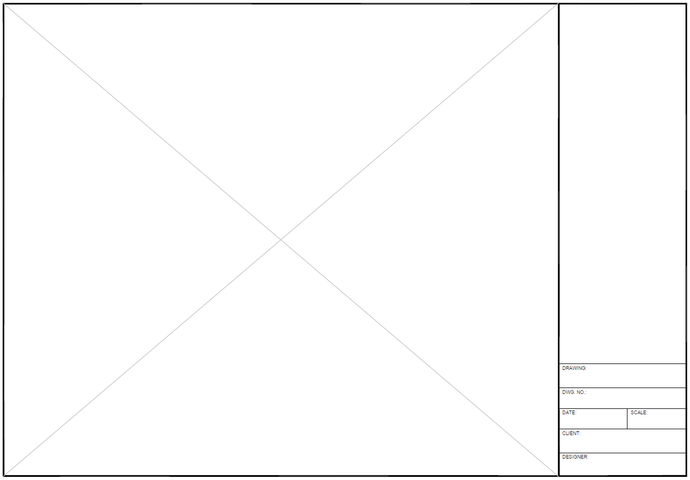 DRAWING:
DWG. NO.:
DATE:
SCALE:
CLIENT:
DESIGNER: